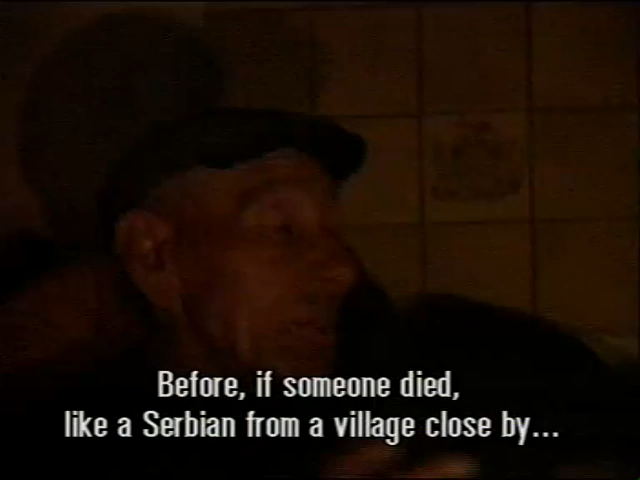 Before, if someone died,
like a Serbian from a village close by...